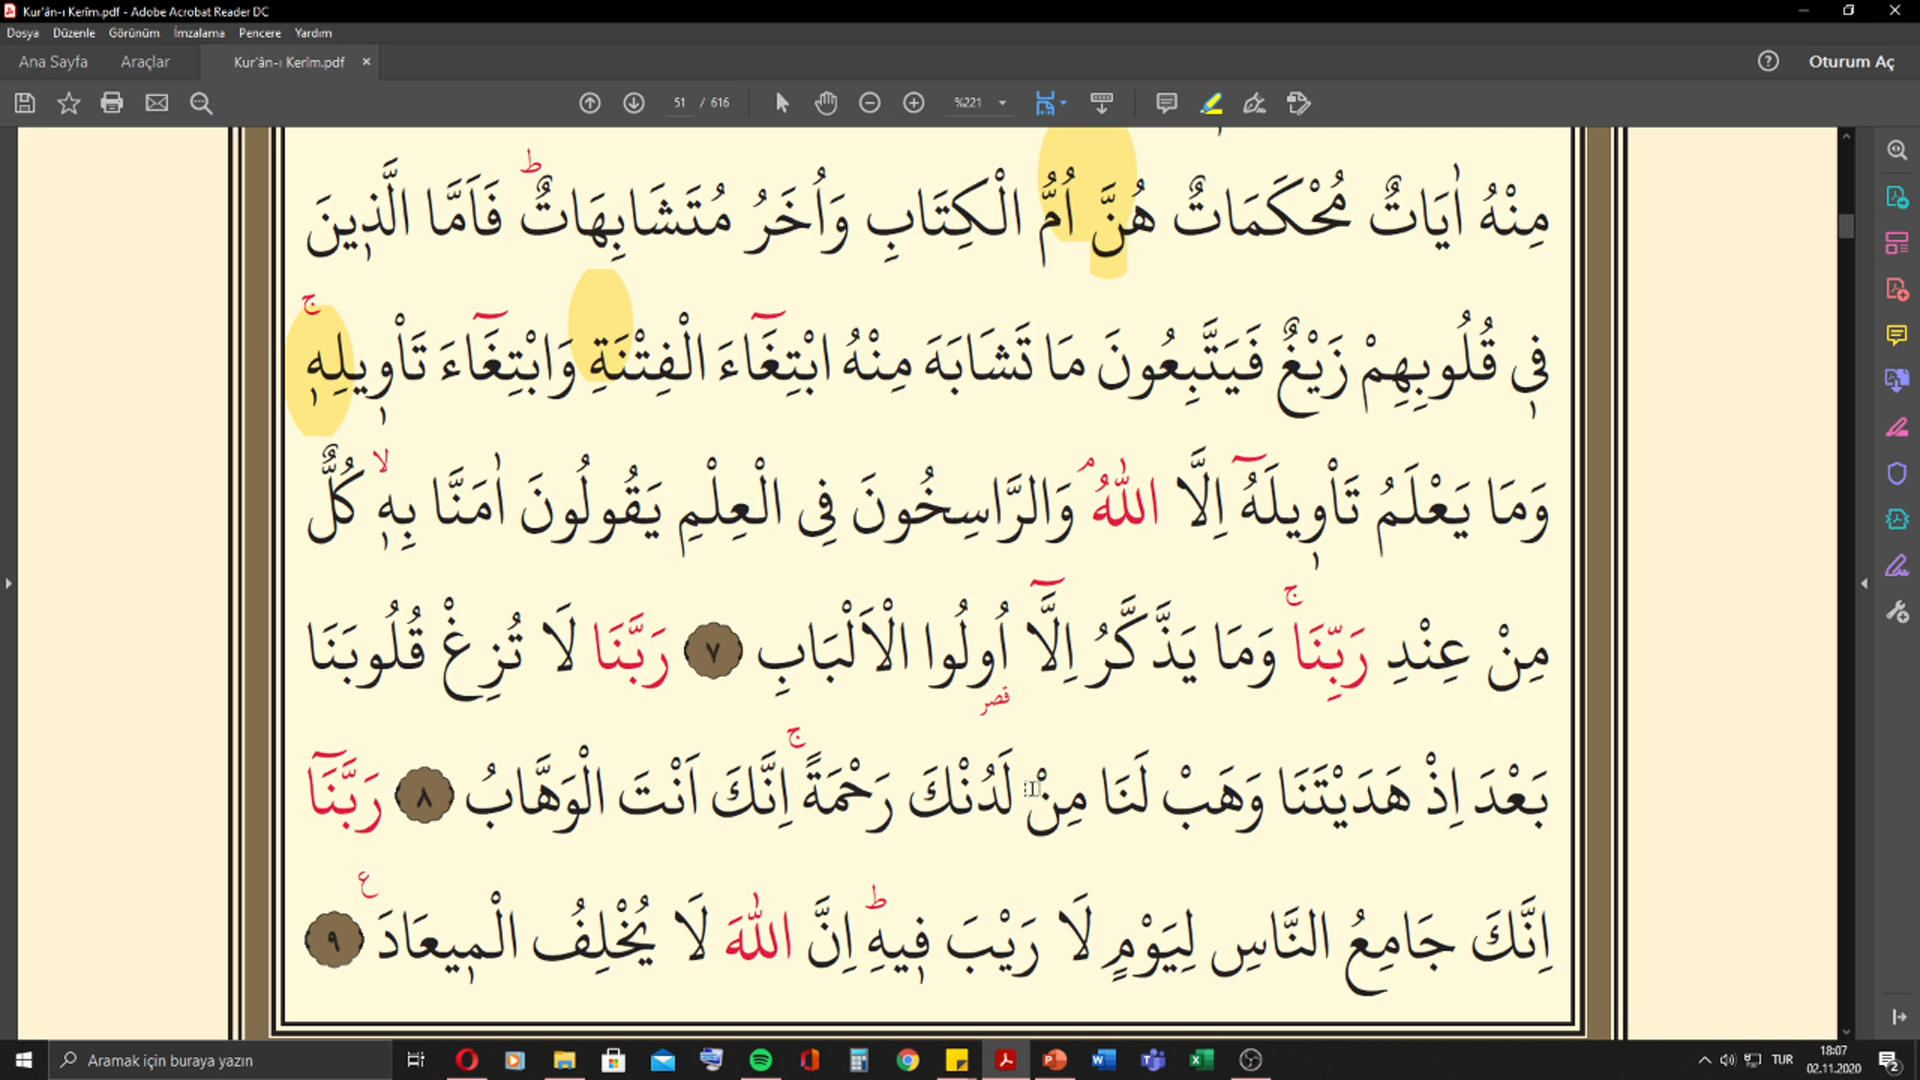 Kur'ân-ı Kerîm.pdf - Adobe Acrobat Reader DC
Dosya Düzenle Görünüm İmzalama Pencere Yardım
Ana Sayfa Araçlar Kur'ân-ı Kerîm.pdf × Oturum Aç
51 / 616 %221
مِنْهُ اٰيَاتٌ مُحْكَمَاتٌ هُنَّ اُمُّ الْكِتَابِ وَاُخَرُ مُتَشَابِهَاتٌۜ فَاَمَّا الَّذ۪ينَ
ف۪ي قُلُوبِهِمْ زَيْغٌ فَيَتَّبِعُونَ مَا تَشَابَهَ مِنْهُ ابْتِغَٓاءَ الْفِتْنَةِ وَابْتِغَٓاءَ تَأْو۪يلِه۪ۚ
وَمَا يَعْلَمُ تَأْو۪يلَهُٓ اِلَّا اللّٰهُۢ وَالرَّاسِخُونَ فِي الْعِلْمِ يَقُولُونَ اٰمَنَّا بِه۪ۙ كُلٌّ
مِنْ عِنْدِ رَبِّنَاۚ وَمَا يَذَّكَّرُ اِلَّٓا اُو۬لُوا الْاَلْبَابِ ٧ رَبَّنَا لَا تُزِغْ قُلُوبَنَا
قصر
بَعْدَ اِذْ هَدَيْتَنَا وَهَبْ لَنَا مِنْ لَدُنْكَ رَحْمَةًۚ اِنَّكَ اَنْتَ الْوَهَّابُ ٨ رَبَّنَٓا
اِنَّكَ جَامِعُ النَّاسِ لِيَوْمٍ لَا رَيْبَ ف۪يهِۜ اِنَّ اللّٰهَ لَا يُخْلِفُ الْم۪يعَادَ ع ٩
Aramak için buraya yazın TUR 18:07
02.11.2020 2